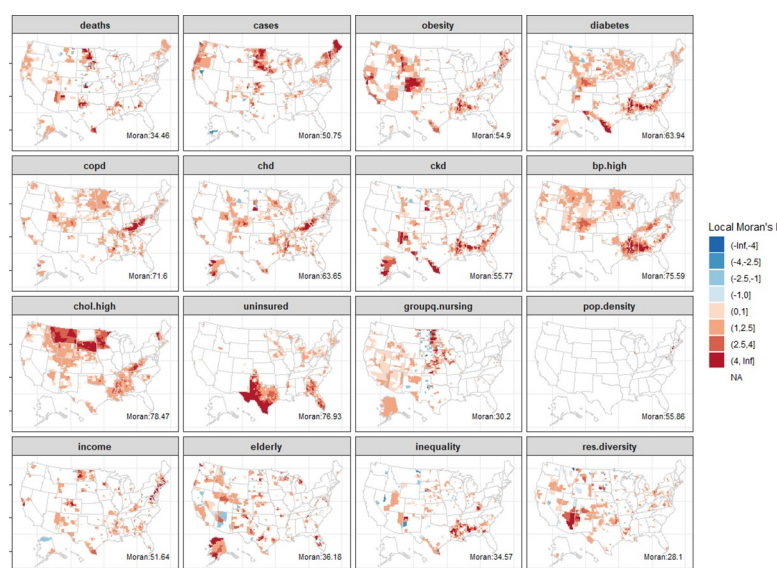 deaths
cases
obesity
diabetes
Moran:34.46
Moran:50.75
Moran:54.9
Moran:63.94
copd
chd
ckd
bp.high
Moran:71.6
Moran:63.65
Moran:55.77
Moran:75.59
chol.high
uninsured
groupq.nursing
pop.density
Moran:78.47
Moran:76.93
Moran:30.2
Moran:55.86
income
elderly
inequality
res.diversity
Moran:51.64
Moran:36.18
Moran:34.57
Moran:28.1
Local Moran's I
(-Inf,-4]
(-4,-2.5]
(-2.5,-1]
(-1,0]
(0,1]
(1,2.5]
(2.5,4]
(4, Inf]
NA